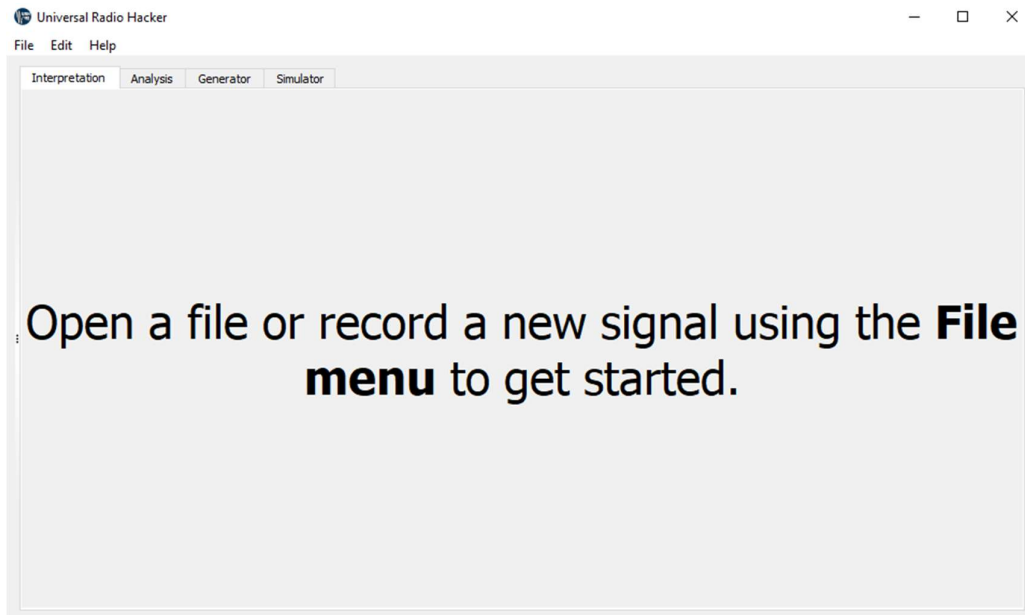 Universal Radio Hacker
File Edit Help
Interpretation Analysis Generator Simulator
Open a file or record a new signal using the File
menu to get started.